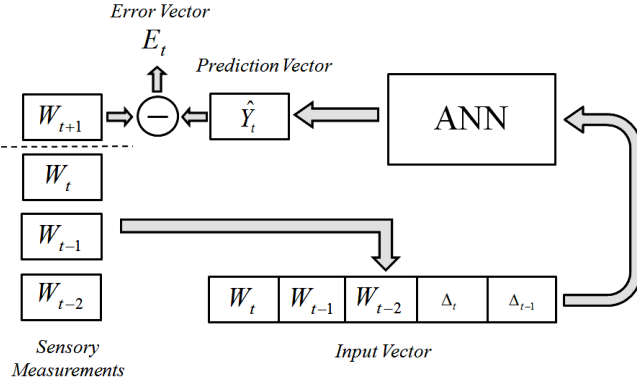 Error Vector
E_t
Prediction Vector
W_{t+1}
−
Ŷ_t
ANN
W_t
W_{t−1}
W_{t−2}
W_t W_{t−1} W_{t−2} Δ_t Δ_{t−1}
Sensory
Measurements
Input Vector